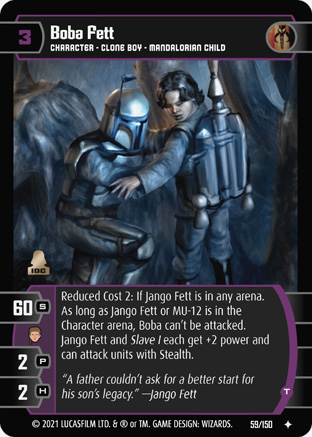 3
Boba Fett
CHARACTER - CLONE BOY - MANDALORIAN CHILD
IDC
60 S
2 P
2 H
Reduced Cost 2: If Jango Fett is in any arena.
As long as Jango Fett or MU-12 is in the
Character arena, Boba can't be attacked.
Jango Fett and Slave I each get +2 power and
can attack units with Stealth.
“A father couldn't ask for a better start for
his son's legacy.” —Jango Fett
T
© 2021 LUCASFILM LTD. & ® or TM. GAME DESIGN: WIZARDS.
59/150